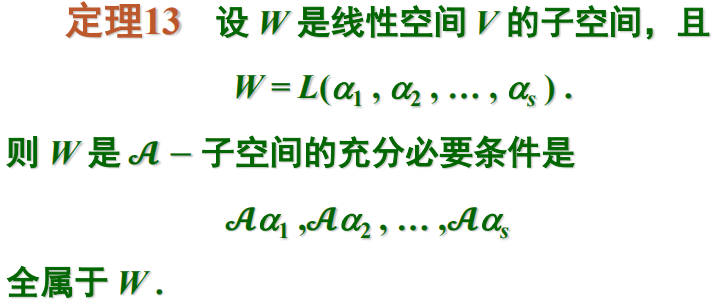 定理13 设 W 是线性空间 V 的子空间，且
W = L(α₁ , α₂ , … , αₛ ) .
则 W 是 𝓐 – 子空间的充分必要条件是
𝓐α₁ ,𝓐α₂ , … ,𝓐αₛ
全属于 W .